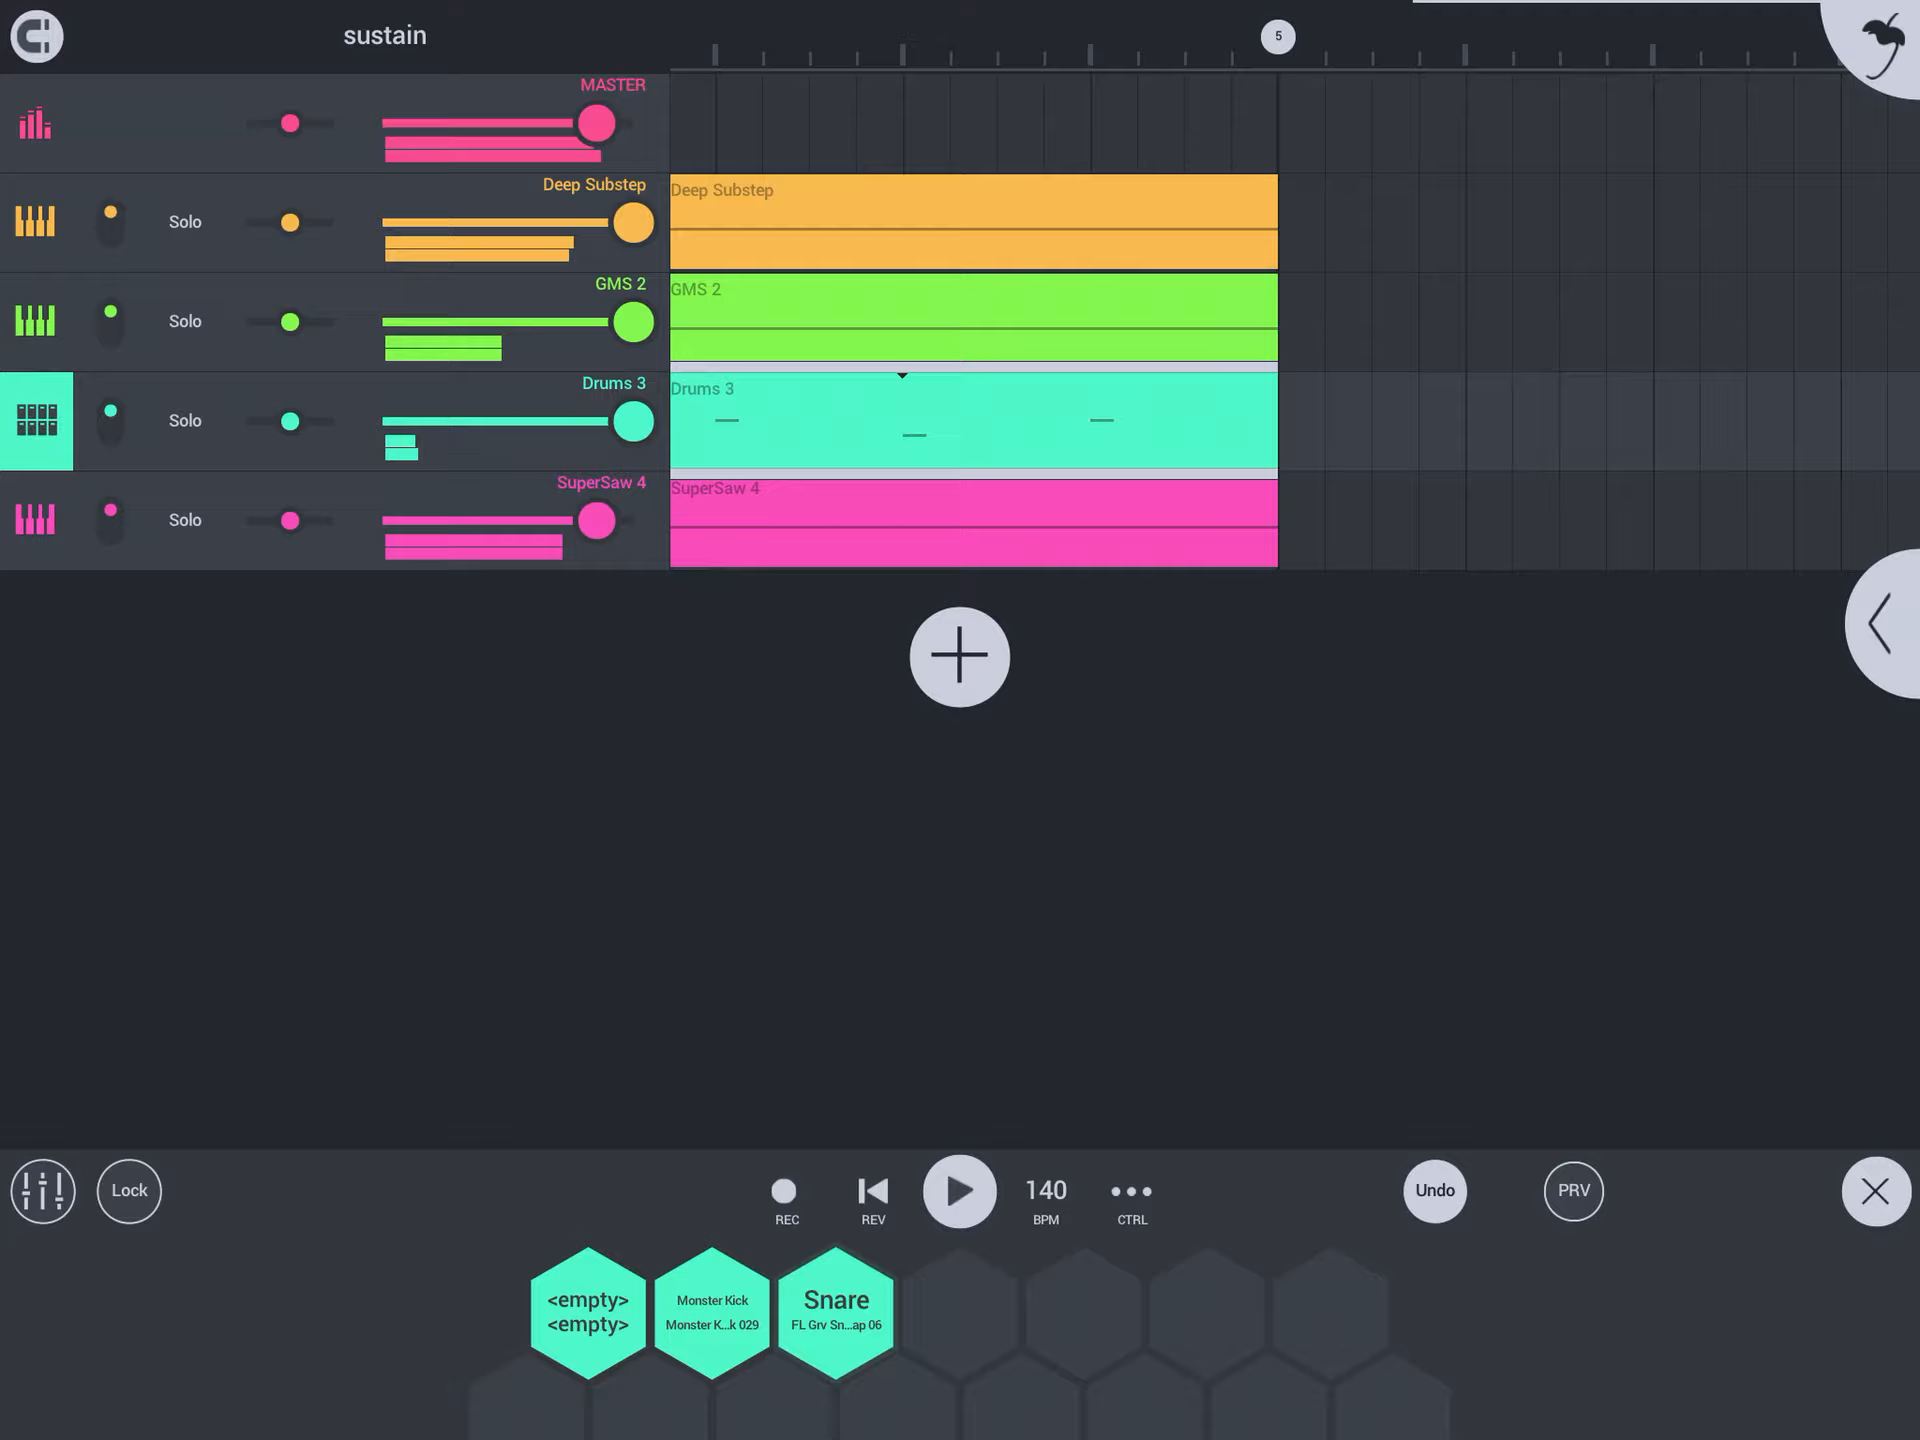 sustain
5
MASTER
Deep Substep
Solo
Deep Substep
GMS 2
Solo
GMS 2
Drums 3
Solo
Drums 3
SuperSaw 4
Solo
SuperSaw 4
Lock
REC
REV
140
BPM
CTRL
Undo
PRV
<empty>
<empty>
Monster Kick
Monster K...k 029
Snare
FL Grv Sn...ap 06